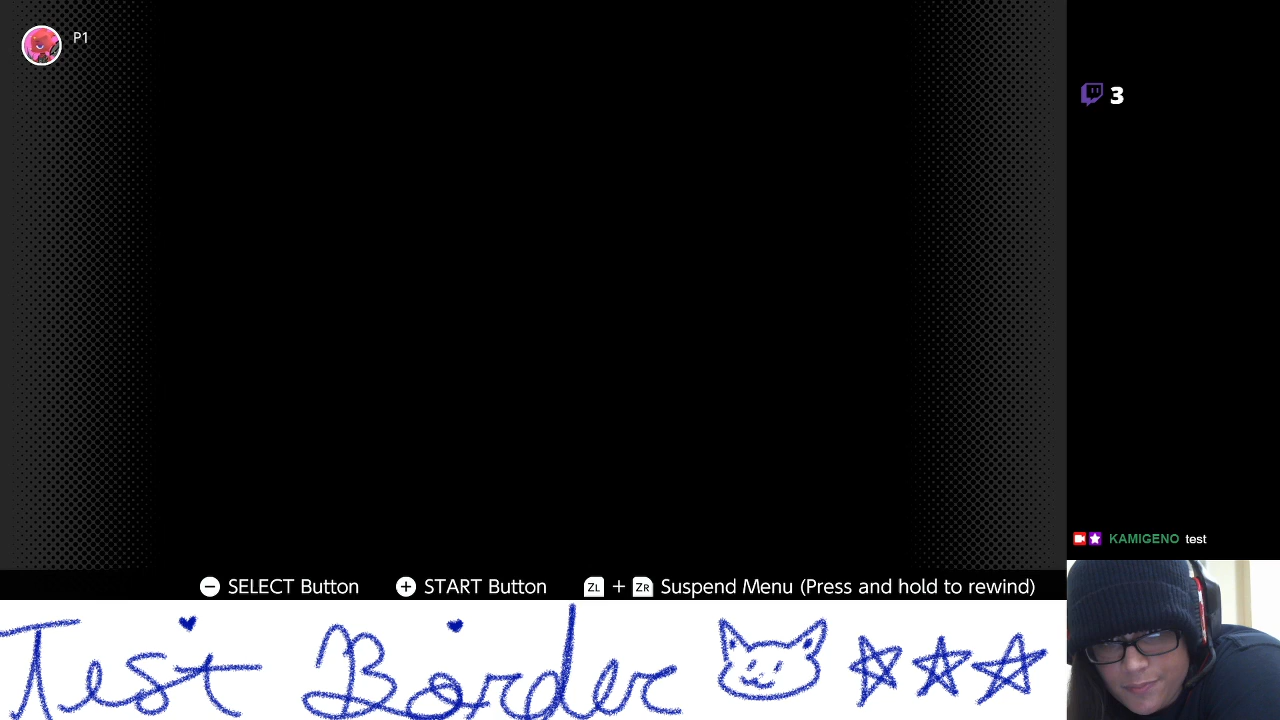 P1
3
KAMIGENO test
SELECT Button START Button ZL + ZR Suspend Menu (Press and hold to rewind)
Test Border